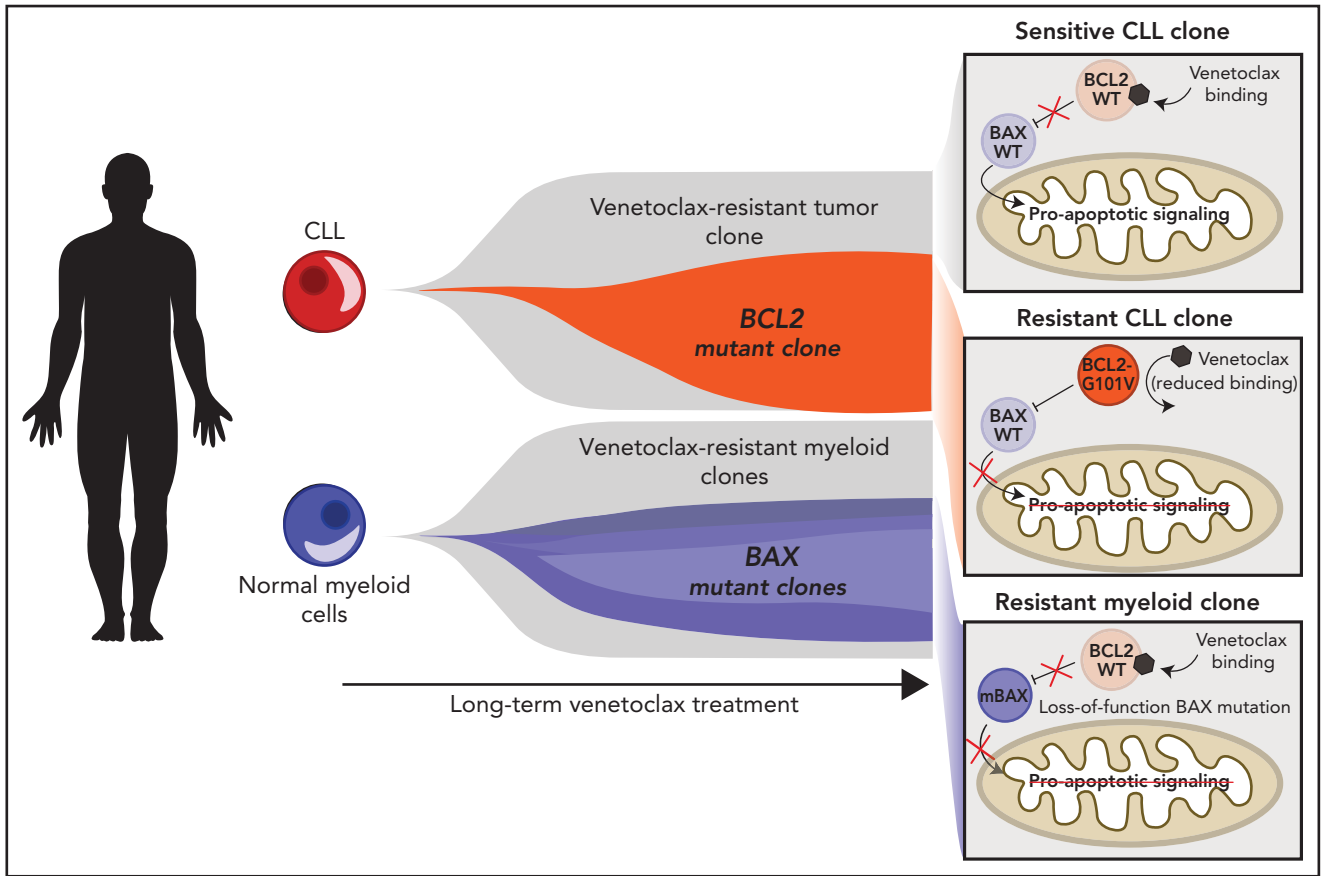 CLL
Venetoclax-resistant tumor
clone
BCL2
mutant clone
Normal myeloid
cells
Venetoclax-resistant myeloid
clones
BAX
mutant clones
Long-term venetoclax treatment
Sensitive CLL clone
BCL2
WT
Venetoclax
binding
BAX
WT
Pro-apoptotic signaling
Resistant CLL clone
BCL2-
G101V
Venetoclax
(reduced binding)
BAX
WT
Pro-apoptotic signaling
Resistant myeloid clone
BCL2
WT
Venetoclax
binding
mBAX
Loss-of-function BAX mutation
Pro-apoptotic signaling